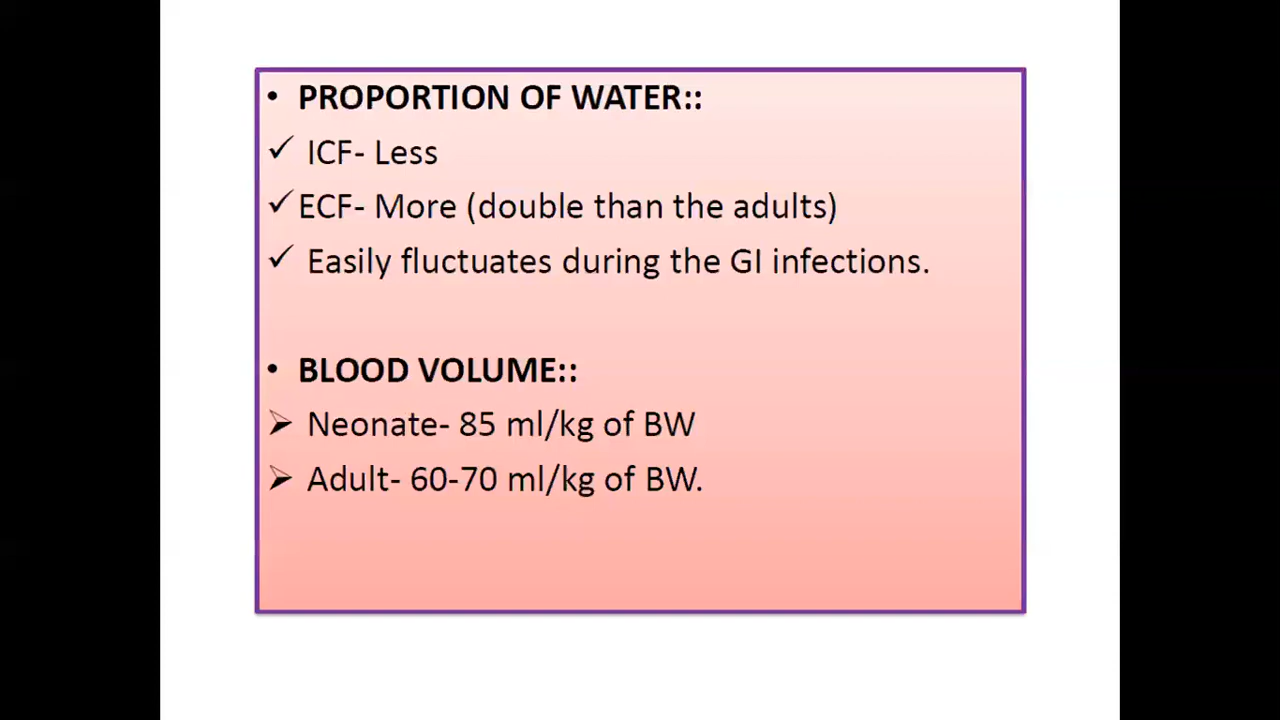 • PROPORTION OF WATER::
✓ ICF- Less
✓ ECF- More (double than the adults)
✓ Easily fluctuates during the GI infections.
• BLOOD VOLUME::
➢ Neonate- 85 ml/kg of BW
➢ Adult- 60-70 ml/kg of BW.